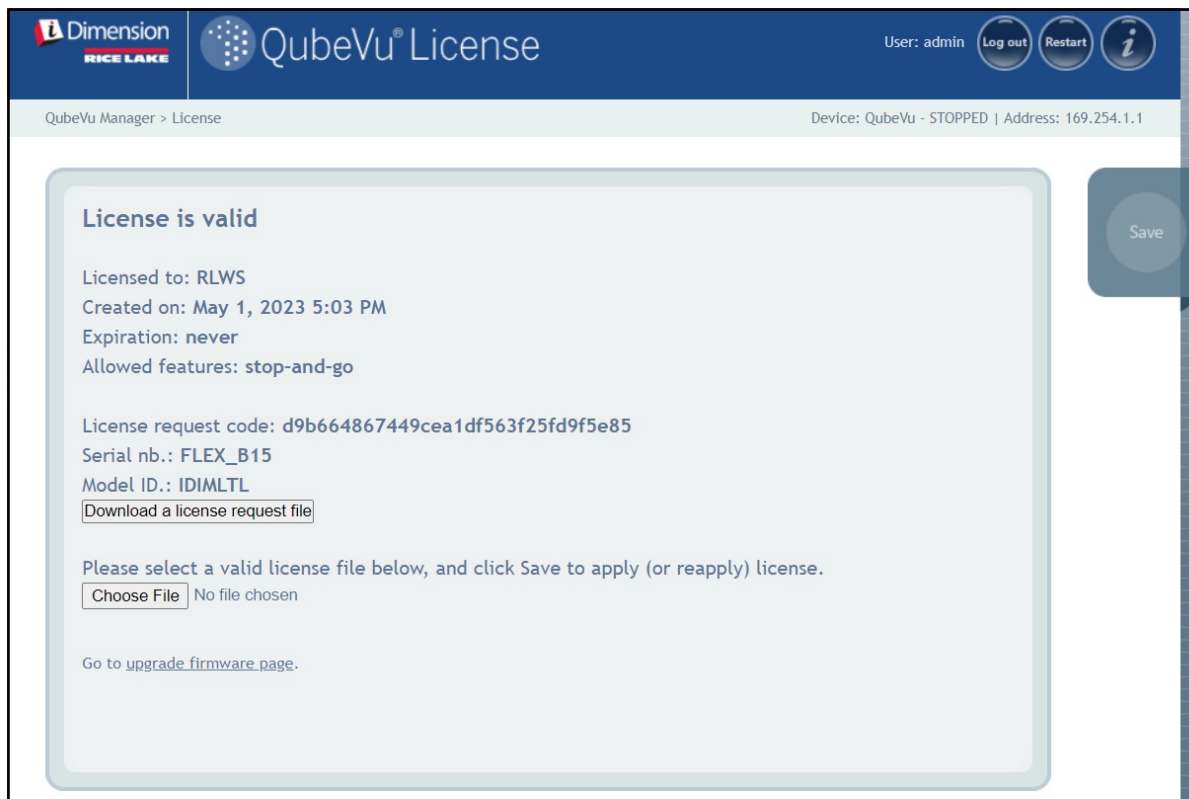 i Dimension
RICE LAKE
QubeVu® License
User: admin
Log out
Restart
i
QubeVu Manager > License
Device: QubeVu - STOPPED | Address: 169.254.1.1
License is valid
Save
Licensed to: RLWS
Created on: May 1, 2023 5:03 PM
Expiration: never
Allowed features: stop-and-go
License request code: d9b664867449cea1df563f25fd9f5e85
Serial nb.: FLEX_B15
Model ID.: IDIMLTL
Download a license request file
Please select a valid license file below, and click Save to apply (or reapply) license.
Choose File No file chosen
Go to upgrade firmware page.